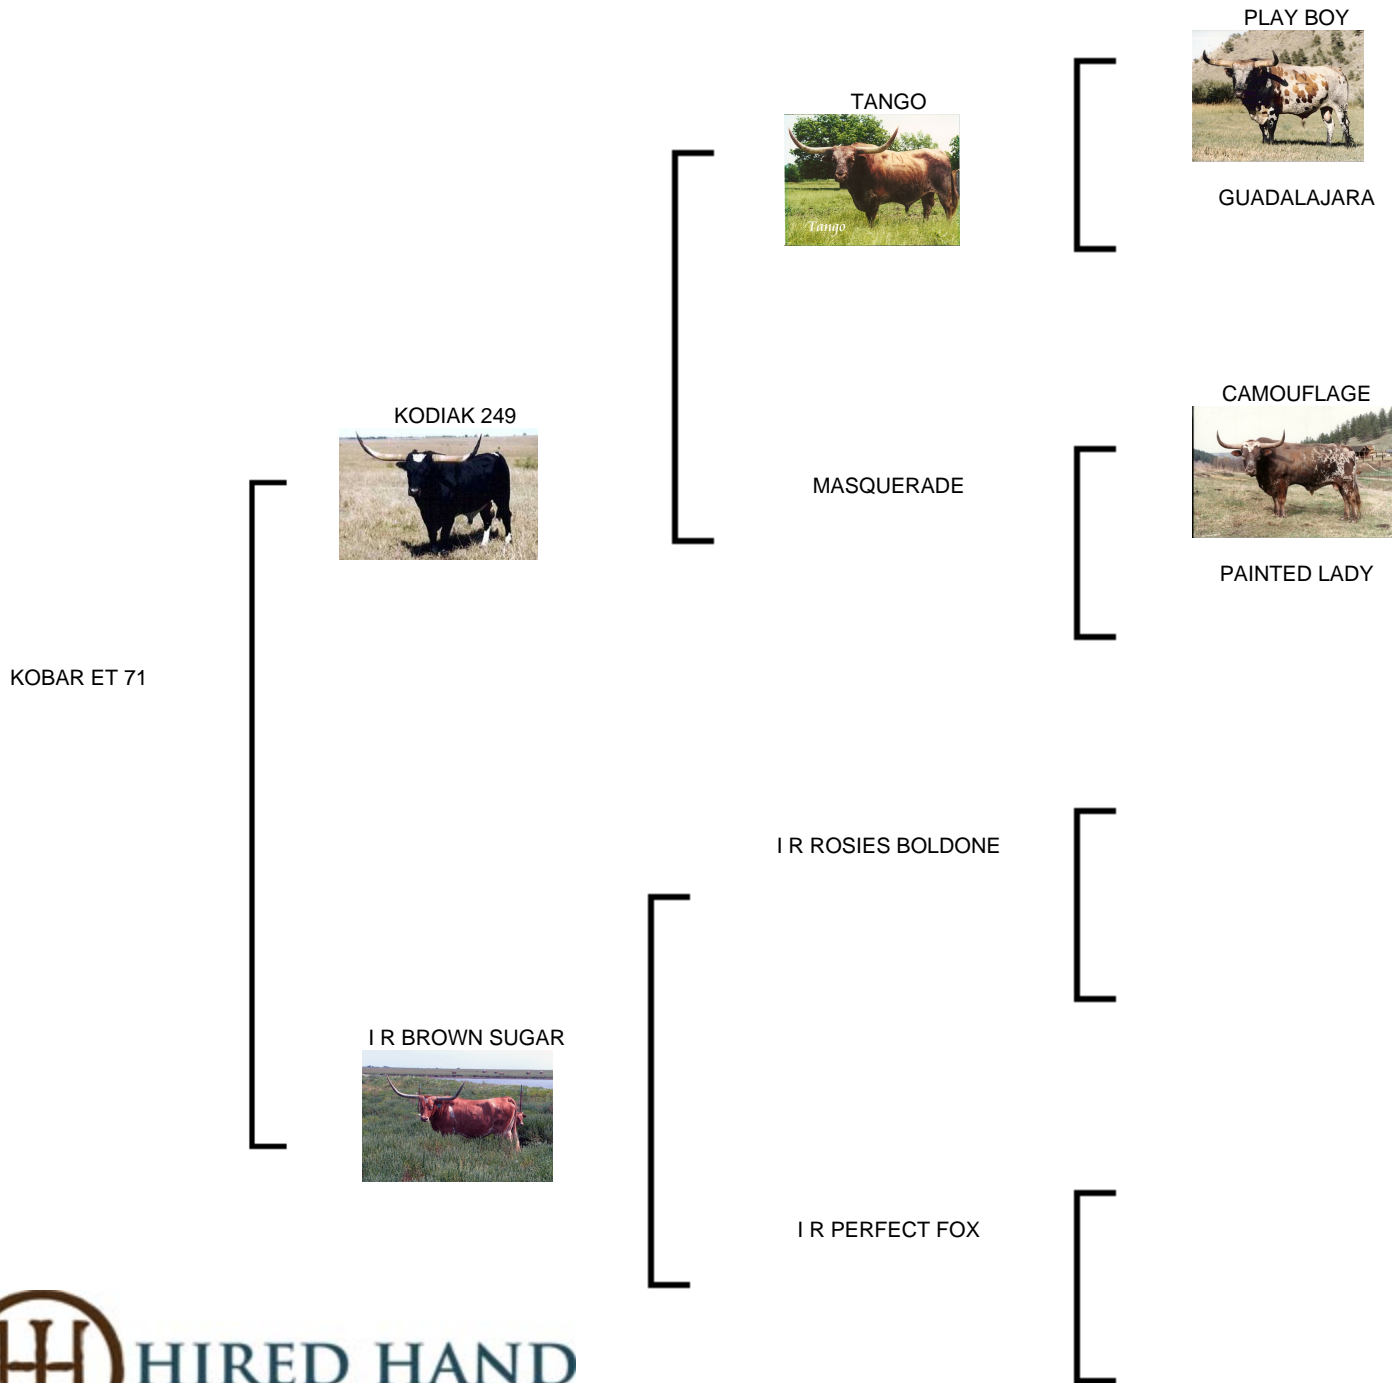 PLAY BOY
TANGO
Tango
GUADALAJARA
CAMOUFLAGE
KODIAK 249
MASQUERADE
PAINTED LADY
KOBAR ET 71
I R ROSIES BOLDONE
I R BROWN SUGAR
I R PERFECT FOX
HIRED HAND